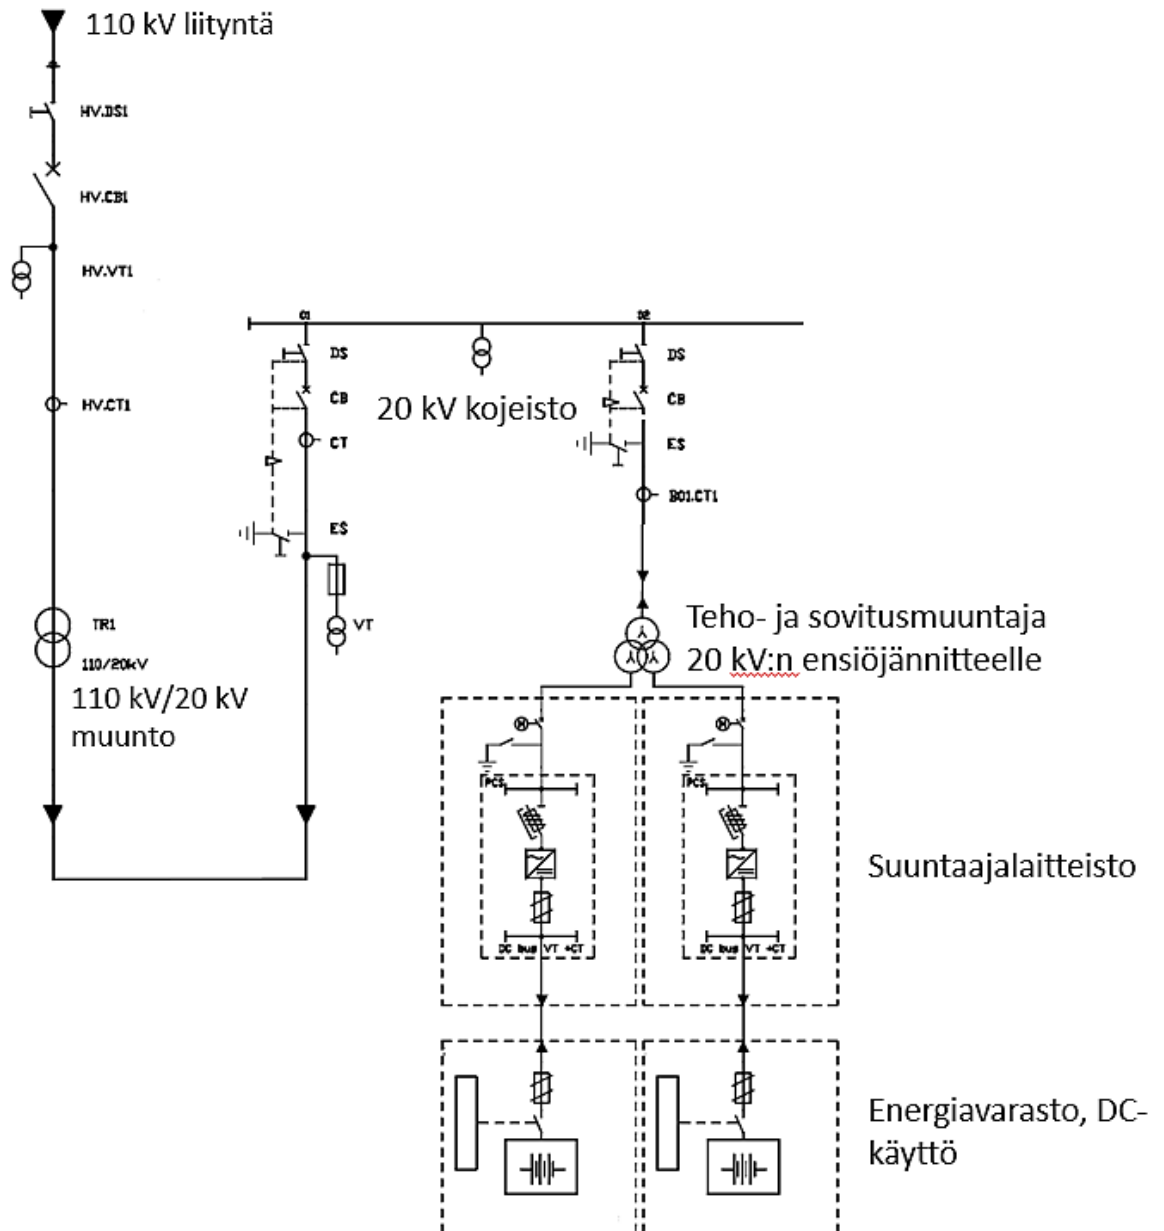 110 kV liityntä
HV.DS1
HV.CB1
HV.VT1
HV.CT1
TR1
110/20kV
110 kV/20 kV
muunto
01
DS
CB
CT
ES
VT
20 kV kojeisto
02
DS
CB
ES
B01.CT1
Teho- ja sovitusmuuntaja
20 kV:n ensiöjännitteelle
PCS
DC bus VT +CT
PCS
DC bus VT +CT
Suuntaajalaitteisto
Energiavarasto, DC-
käyttö